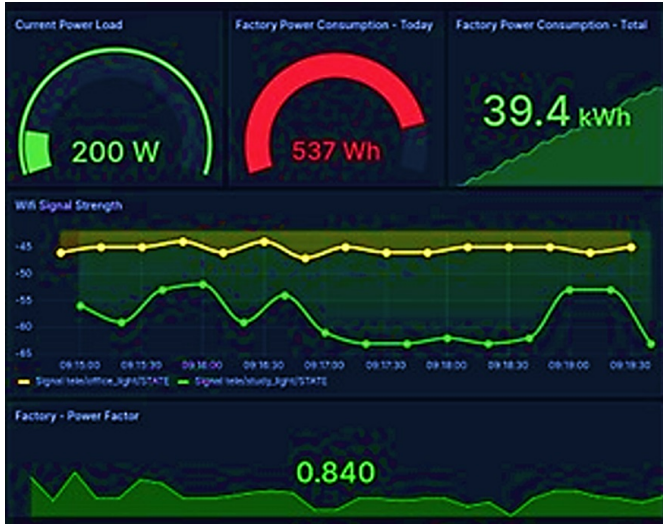 Current Power Load
Factory Power Consumption - Today
Factory Power Consumption - Total
200 W
537 Wh
39.4 kWh
Wifi Signal Strength
-45
-50
-55
-60
-65
09:15:00 09:15:30 09:16:00 09:16:30 09:17:00 09:17:30 09:18:00 09:18:30 09:19:00 09:19:30
Signal tele/office_light/STATE Signal tele/study_light/STATE
Factory - Power Factor
0.840